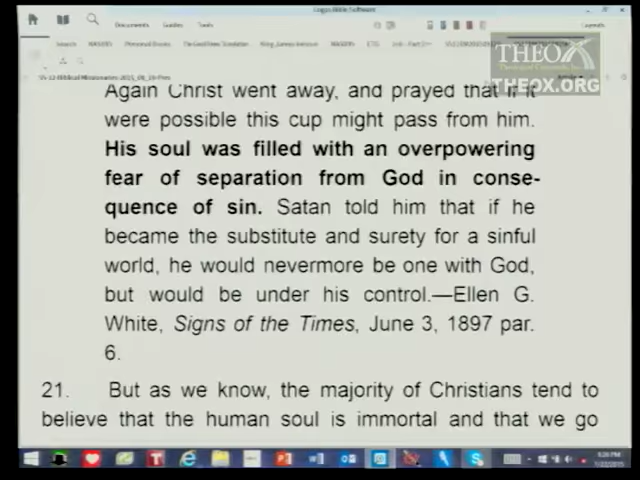 Logos Bible Software
Documents Guides Tools
Layouts
Search
THEOX
THEOX.ORG
Again Christ went away, and prayed that if it
were possible this cup might pass from him.
His soul was filled with an overpowering
fear of separation from God in conse-
quence of sin. Satan told him that if he
became the substitute and surety for a sinful
world, he would nevermore be one with God,
but would be under his control.—Ellen G.
White, Signs of the Times, June 3, 1897 par.
6.
21. But as we know, the majority of Christians tend to
believe that the human soul is immortal and that we go